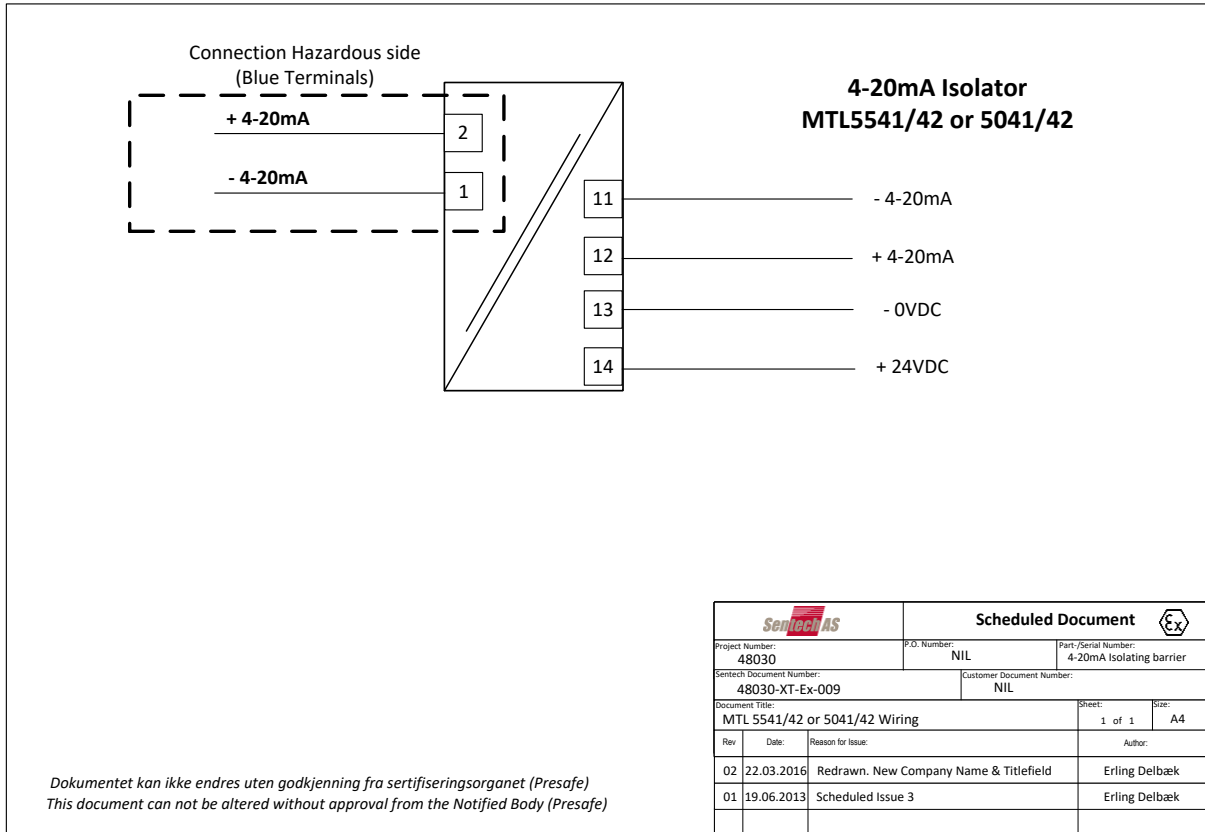 Connection Hazardous side
(Blue Terminals)
4-20mA Isolator
MTL5541/42 or 5041/42
+ 4-20mA
2
- 4-20mA
1
11
- 4-20mA
12
+ 4-20mA
13
- 0VDC
14
+ 24VDC
Sentech AS
Scheduled Document
Ex
Project Number:
48030
P.O. Number:
NIL
Part-/Serial Number:
4-20mA Isolating barrier
Sentech Document Number:
48030-XT-Ex-009
Customer Document Number:
NIL
Document Title:
MTL 5541/42 or 5041/42 Wiring
Sheet:
1 of 1
Size:
A4
Rev Date: Reason for Issue: Author:
02 22.03.2016 Redrawn. New Company Name & Titlefield Erling Delbæk
01 19.06.2013 Scheduled Issue 3 Erling Delbæk
Dokumentet kan ikke endres uten godkjenning fra sertifiseringsorganet (Presafe)
This document can not be altered without approval from the Notified Body (Presafe)